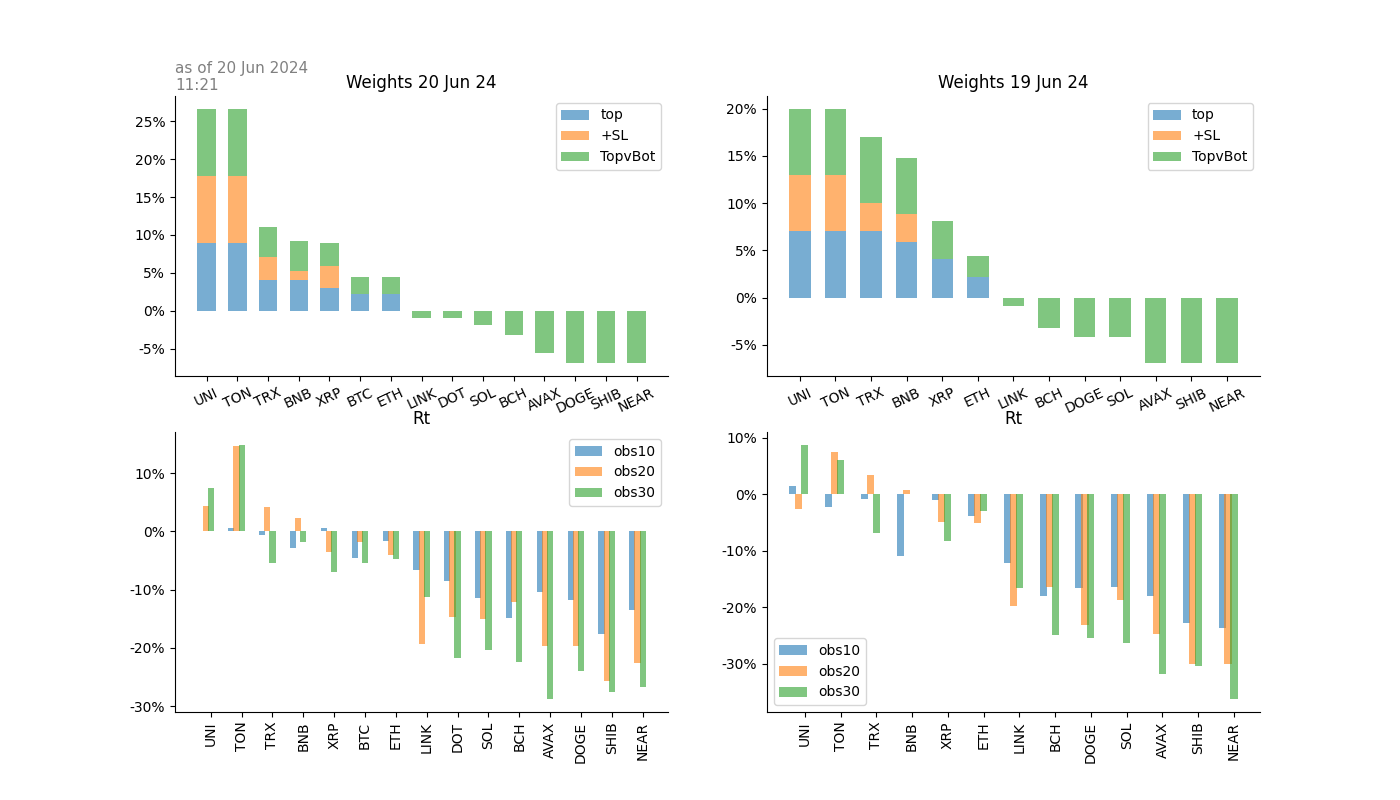 as of 20 Jun 2024
11:21
Weights 20 Jun 24
25%
20%
15%
10%
5%
0%
-5%
top
+SL
TopvBot
UNI TON TRX BNB XRP BTC ETH LINK DOT SOL BCH AVAX DOGE SHIB NEAR
Weights 19 Jun 24
20%
15%
10%
5%
0%
-5%
top
+SL
TopvBot
UNI TON TRX BNB XRP ETH LINK BCH DOGE SOL AVAX SHIB NEAR
Rt
10%
0%
-10%
-20%
-30%
obs10
obs20
obs30
UNI TON TRX BNB XRP BTC ETH LINK DOT SOL BCH AVAX DOGE SHIB NEAR
Rt
10%
0%
-10%
-20%
-30%
obs10
obs20
obs30
UNI TON TRX BNB XRP ETH LINK BCH DOGE SOL AVAX SHIB NEAR